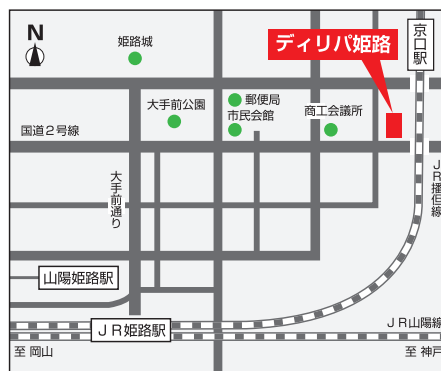 N
姫路城
ディリパ姫路
京口駅
大手前公園
郵便局
市民会館
商工会議所
国道2号線
大手前通り
JR播但線
山陽姫路駅
JR姫路駅
JR山陽線
至 岡山
至 神戸